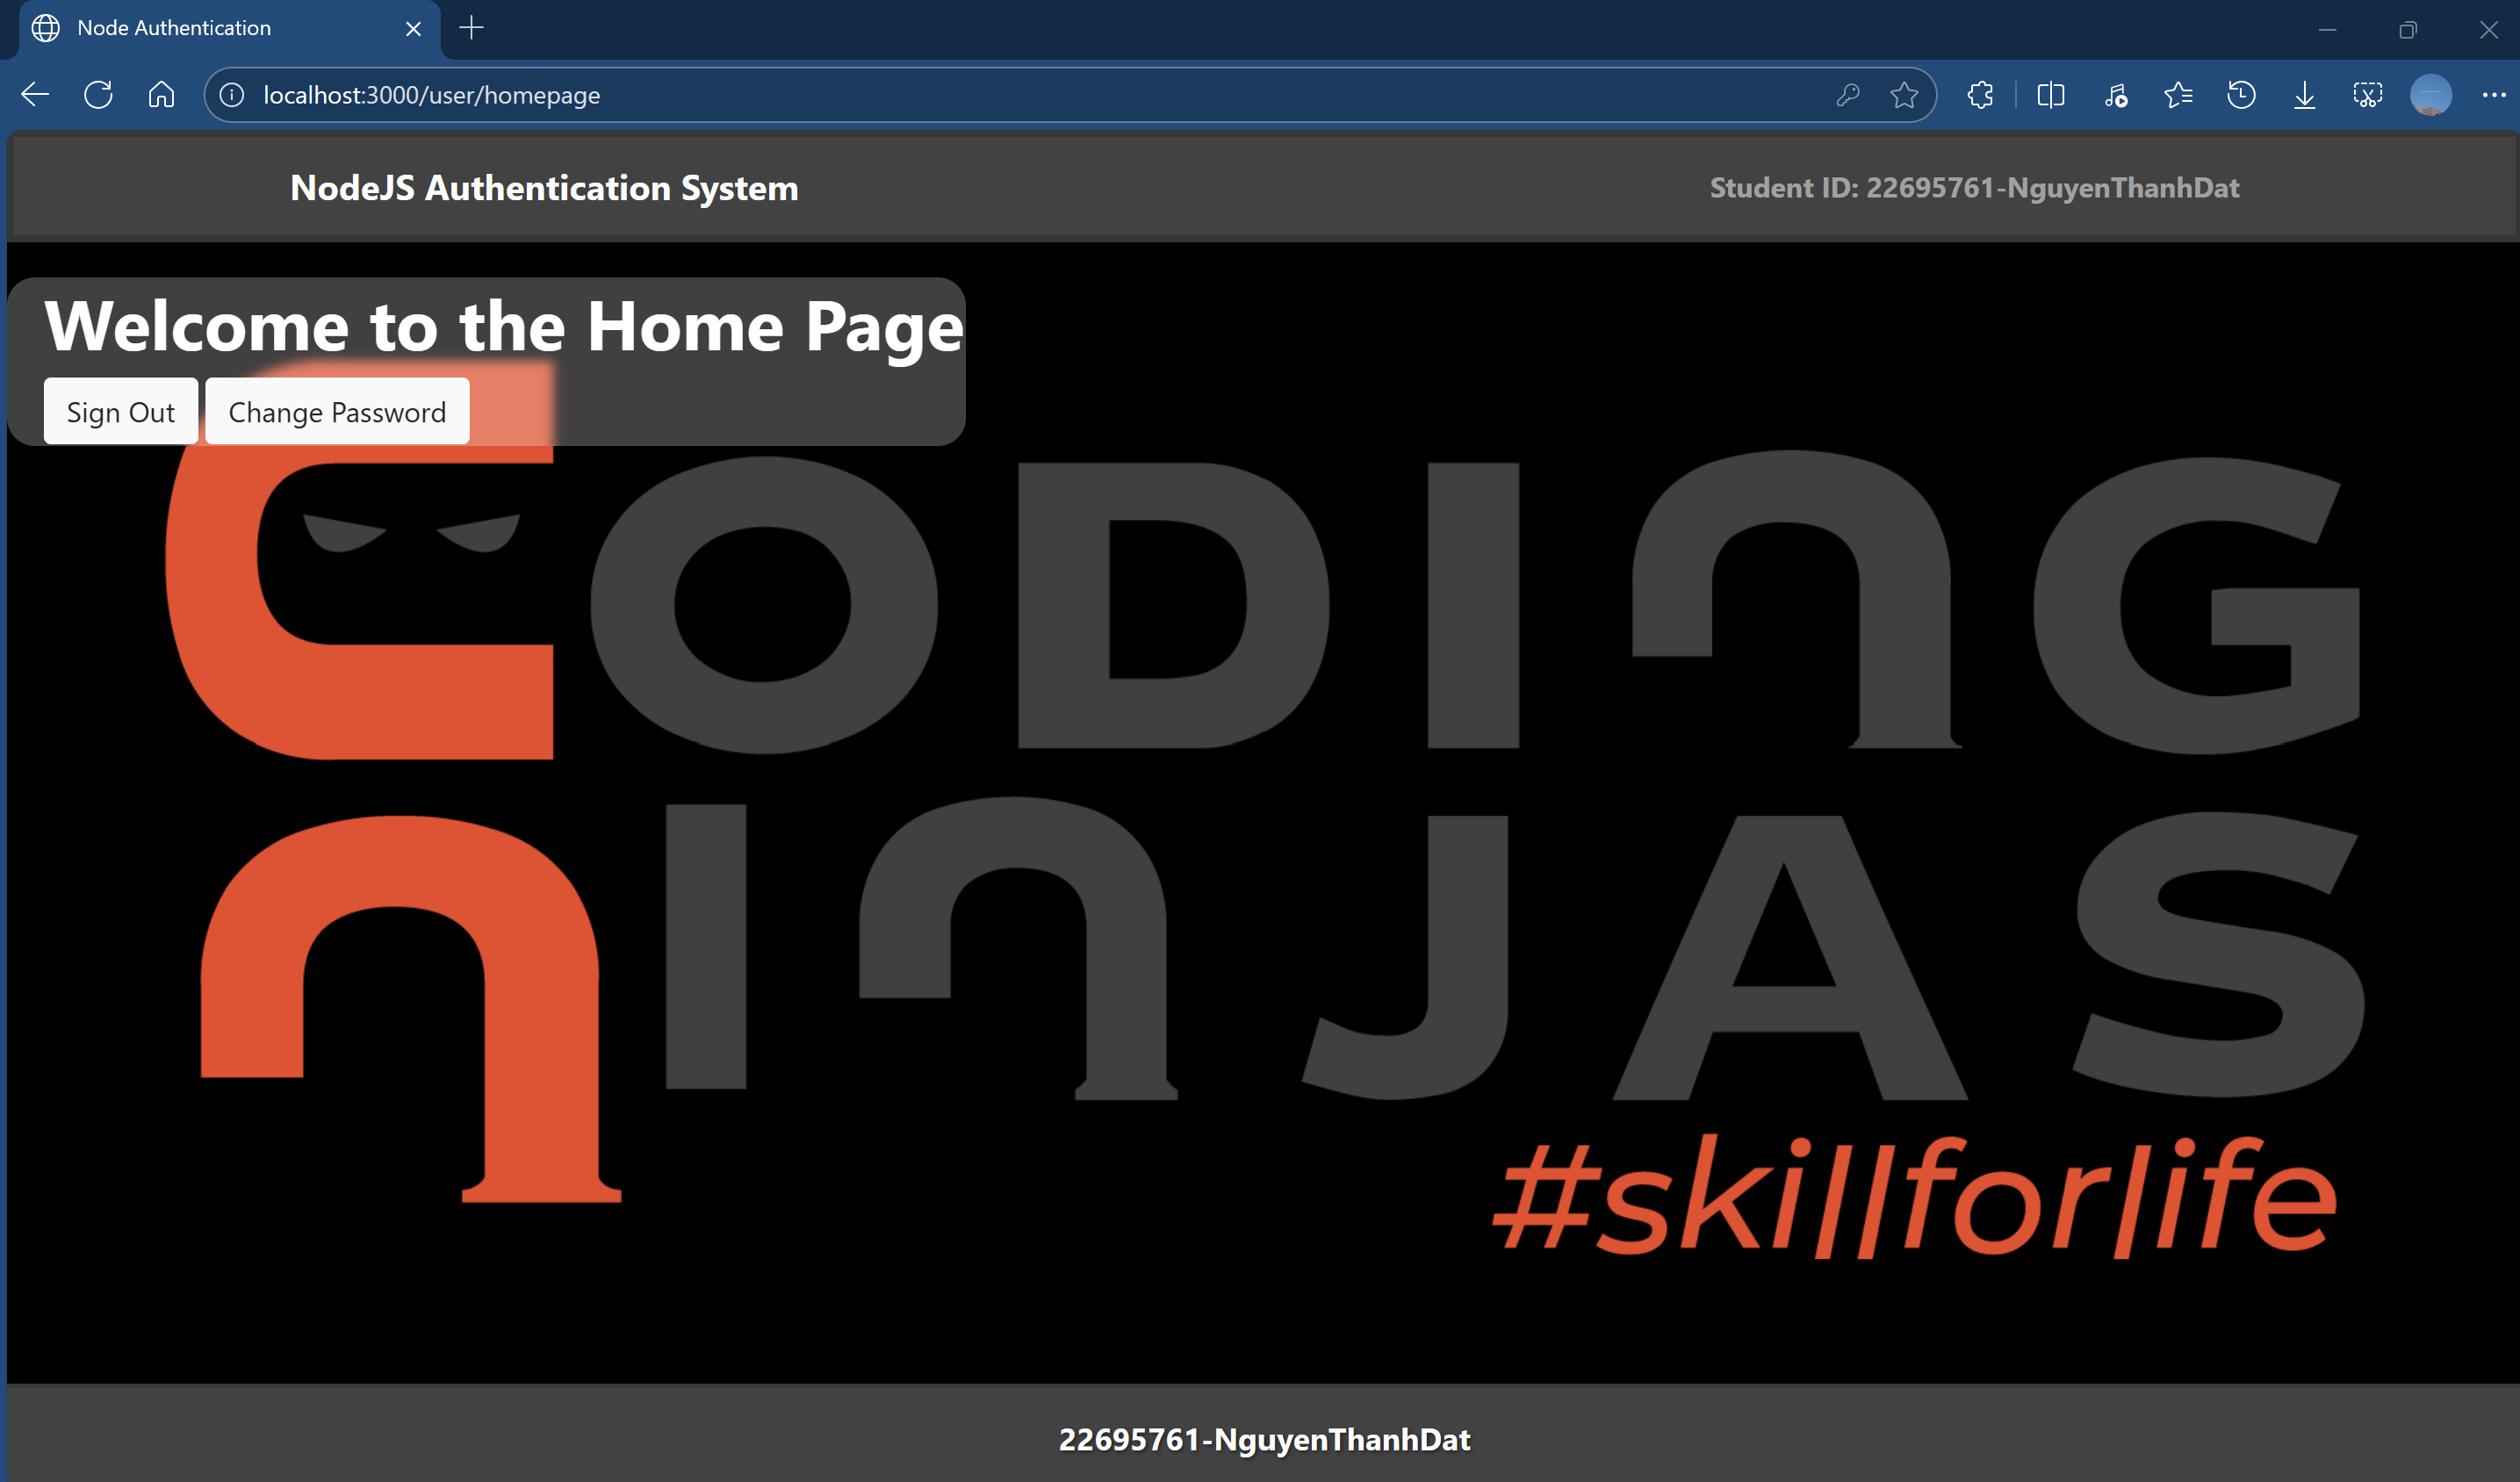 Node Authentication
localhost:3000/user/homepage
NodeJS Authentication System
Student ID: 22695761-NguyenThanhDat
Welcome to the Home Page
Sign Out
Change Password
CODING
NINJAS
#skillforlife
22695761-NguyenThanhDat